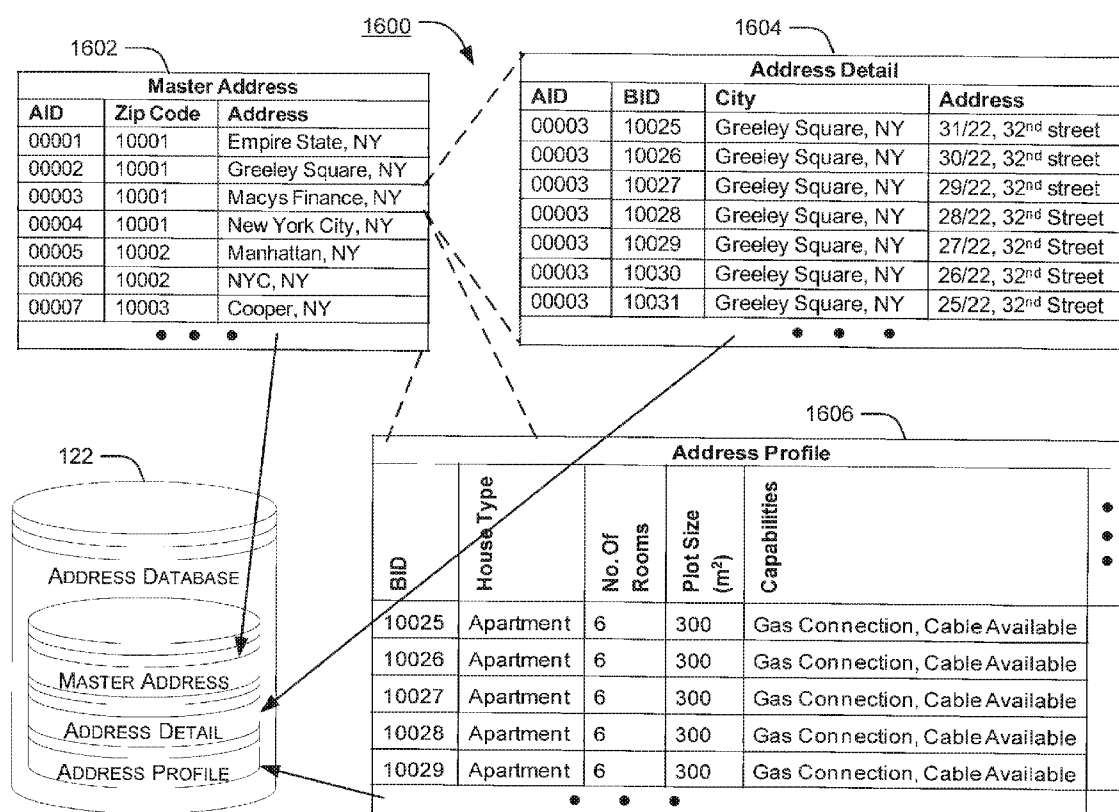 1600
1602
Master Address
AID Zip Code Address
00001 10001 Empire State, NY
00002 10001 Greeley Square, NY
00003 10001 Macys Finance, NY
00004 10001 New York City, NY
00005 10002 Manhattan, NY
00006 10002 NYC, NY
00007 10003 Cooper, NY
1604
Address Detail
AID BID City Address
00003 10025 Greeley Square, NY 31/22, 32nd street
00003 10026 Greeley Square, NY 30/22, 32nd street
00003 10027 Greeley Square, NY 29/22, 32nd street
00003 10028 Greeley Square, NY 28/22, 32nd Street
00003 10029 Greeley Square, NY 27/22, 32nd Street
00003 10030 Greeley Square, NY 26/22, 32nd Street
00003 10031 Greeley Square, NY 25/22, 32nd Street
122
ADDRESS DATABASE
MASTER ADDRESS
ADDRESS DETAIL
ADDRESS PROFILE
1606
Address Profile
BID House Type No. Of Rooms Plot Size (m²) Capabilities
10025 Apartment 6 300 Gas Connection, Cable Available
10026 Apartment 6 300 Gas Connection, Cable Available
10027 Apartment 6 300 Gas Connection, Cable Available
10028 Apartment 6 300 Gas Connection, Cable Available
10029 Apartment 6 300 Gas Connection, Cable Available